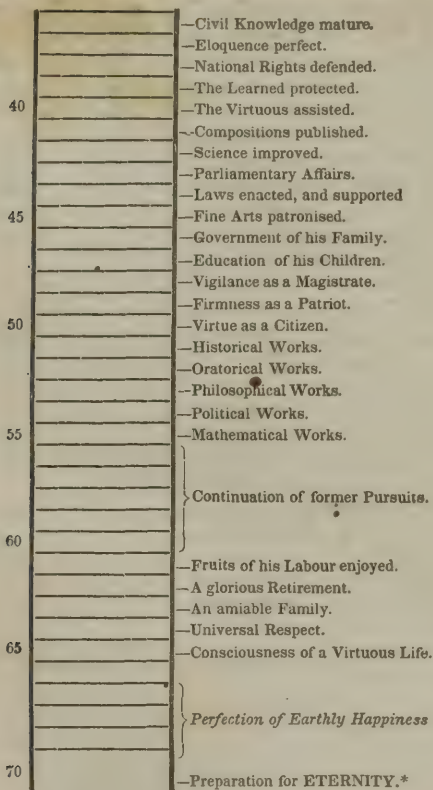 —Civil Knowledge mature.
—Eloquence perfect.
—National Rights defended.
—The Learned protected.
40
—The Virtuous assisted.
—Compositions published.
—Science improved.
—Parliamentary Affairs.
—Laws enacted, and supported
45
—Fine Arts patronised.
—Government of his Family.
—Education of his Children.
—Vigilance as a Magistrate.
—Firmness as a Patriot.
50
—Virtue as a Citizen.
—Historical Works.
—Oratorical Works.
—Philosophical Works.
—Political Works.
55
—Mathematical Works.
Continuation of former Pursuits.
60
—Fruits of his Labour enjoyed.
—A glorious Retirement.
—An amiable Family.
—Universal Respect.
65
—Consciousness of a Virtuous Life.
Perfection of Earthly Happiness
70
—Preparation for ETERNITY.*